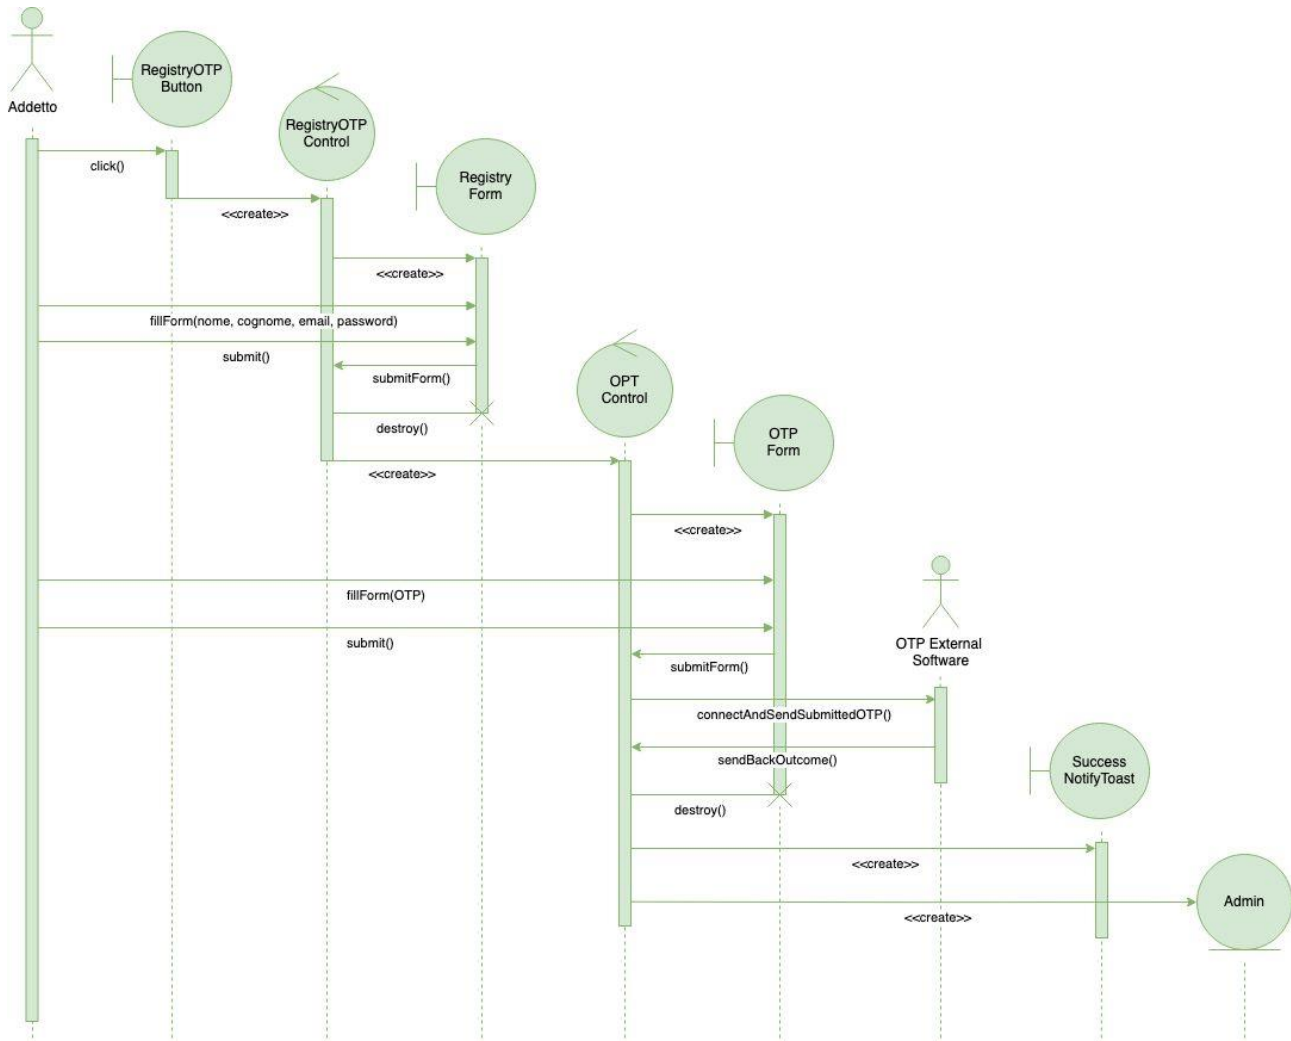 Addetto
RegistryOTP
Button
RegistryOTP
Control
Registry
Form
click()
<<create>>
<<create>>
fillForm(nome, cognome, email, password)
submit()
submitForm()
destroy()
<<create>>
OPT
Control
OTP
Form
<<create>>
fillForm(OTP)
submit()
submitForm()
OTP External
Software
connectAndSendSubmittedOTP()
sendBackOutcome()
destroy()
Success
NotifyToast
<<create>>
<<create>>
Admin